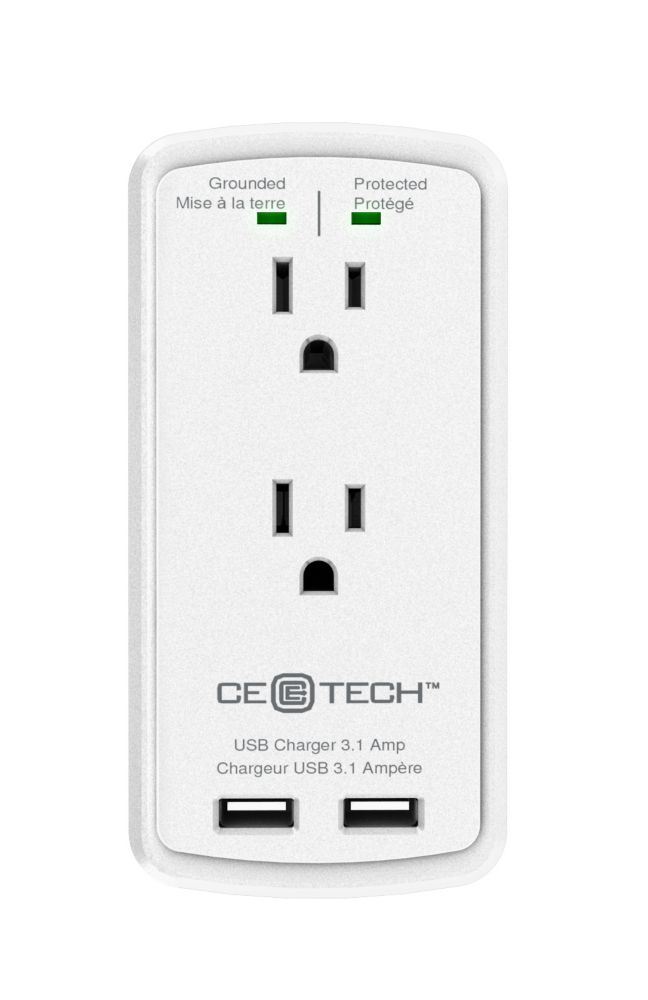 Grounded
Mise à la terre
Protected
Protégé
CE TECH™
USB Charger 3.1 Amp
Chargeur USB 3.1 Ampère